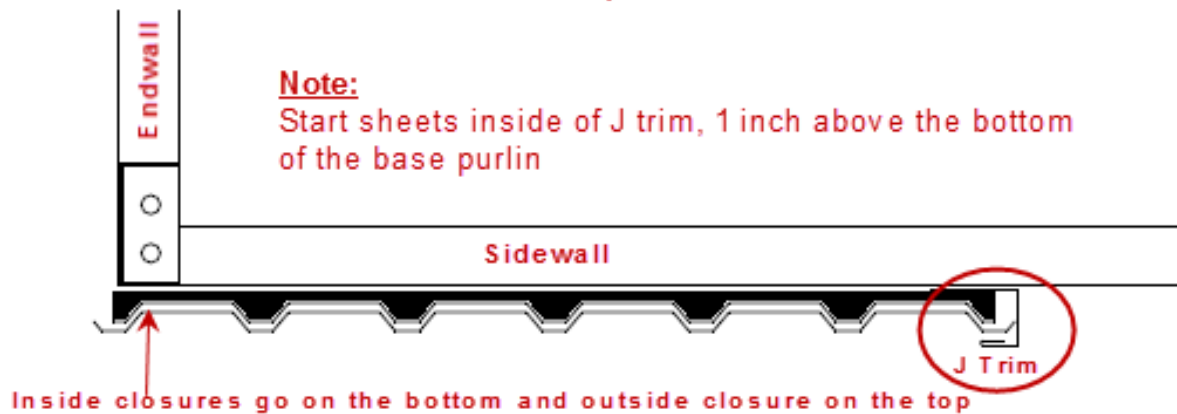 Endwall
Note:
Start sheets inside of J trim, 1 inch above the bottom
of the base purlin
Sidewall
J Trim
Inside closures go on the bottom and outside closure on the top